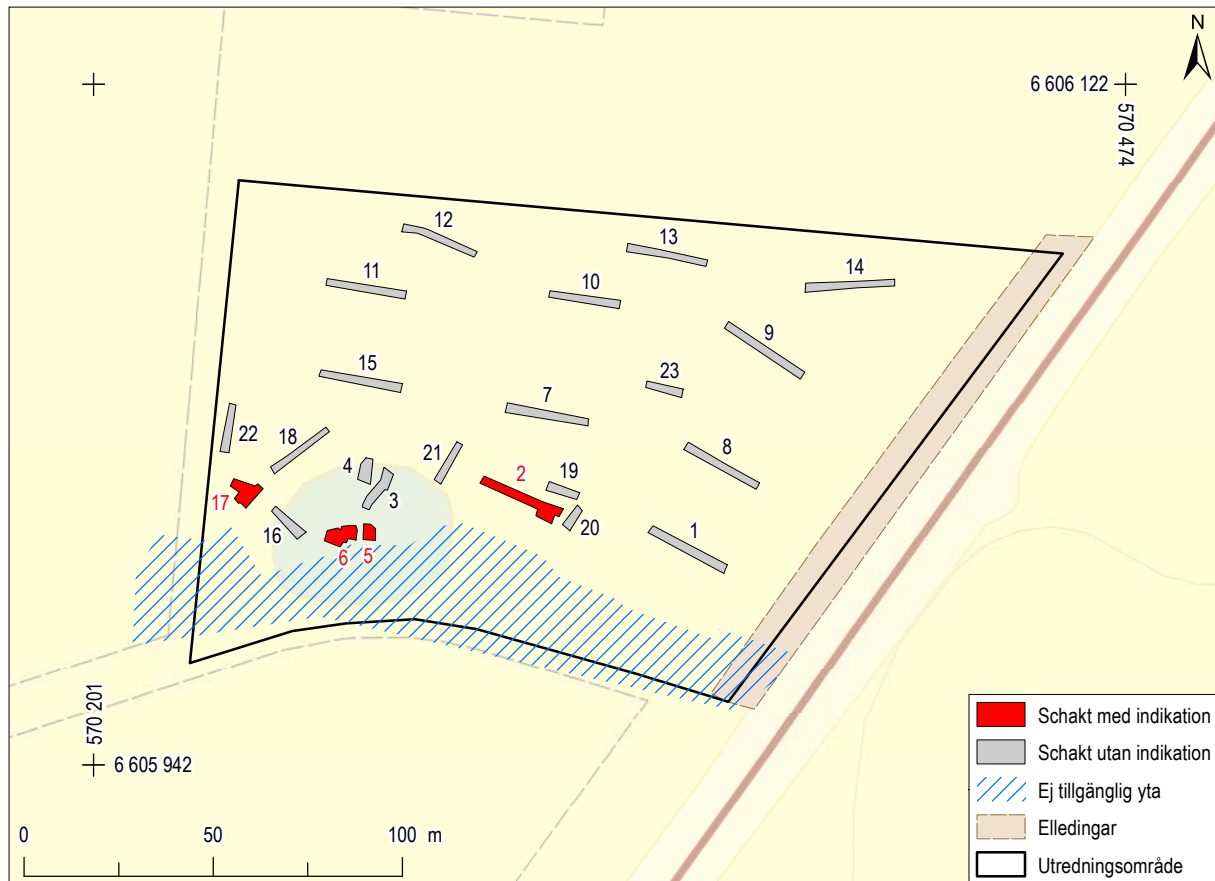 N
6 606 122
570 474
12
13
14
11
10
9
15
23
7
22
18
21
8
4
2
19
3
17
20
16
1
6
5
570 201
6 605 942
Schakt med indikation
Schakt utan indikation
Ej tillgänglig yta
Elledingar
Utredningsområde
0 50 100 m